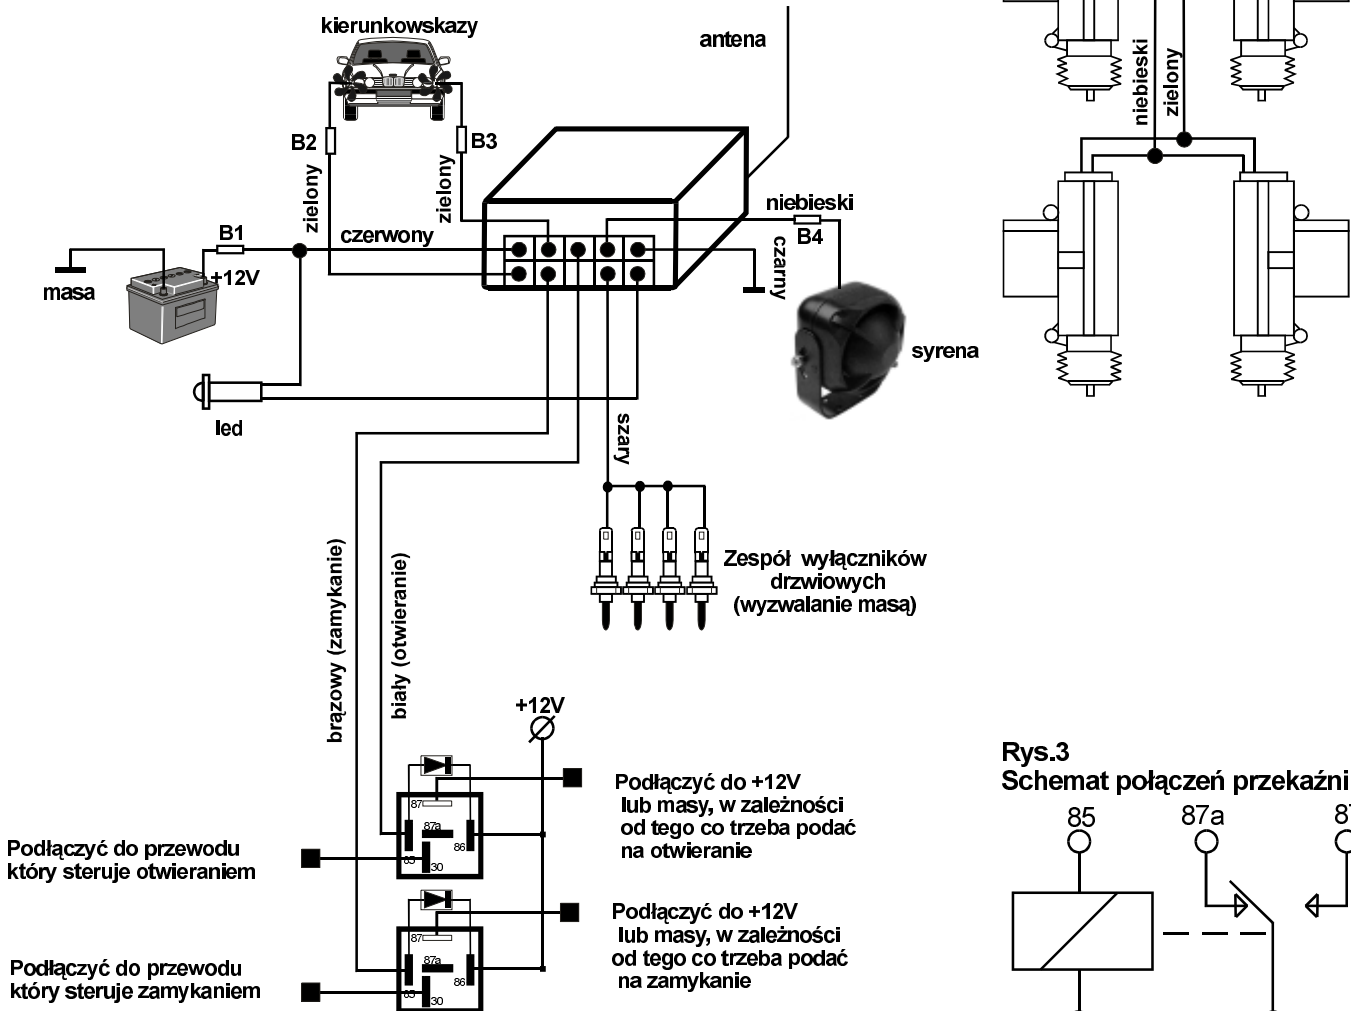 kierunkowskazy
antena
niebieski
zielony
B2
B3
zielony
zielony
niebieski
B4
B1
czerwony
czarny
+12V
masa
syrena
led
szary
Zespół wyłączników
drzwiowych
(wyzwalanie masą)
brązowy (zamykanie)
biały (otwieranie)
+12V
87
87a
86
85
30
Podłączyć do +12V
lub masy, w zależności
od tego co trzeba podać
na otwieranie
Podłączyć do przewodu
który steruje otwieraniem
87
87a
86
85
30
Podłączyć do +12V
lub masy, w zależności
od tego co trzeba podać
na zamykanie
Podłączyć do przewodu
który steruje zamykaniem
Rys.3
Schemat połączeń przekaźni
85
87a